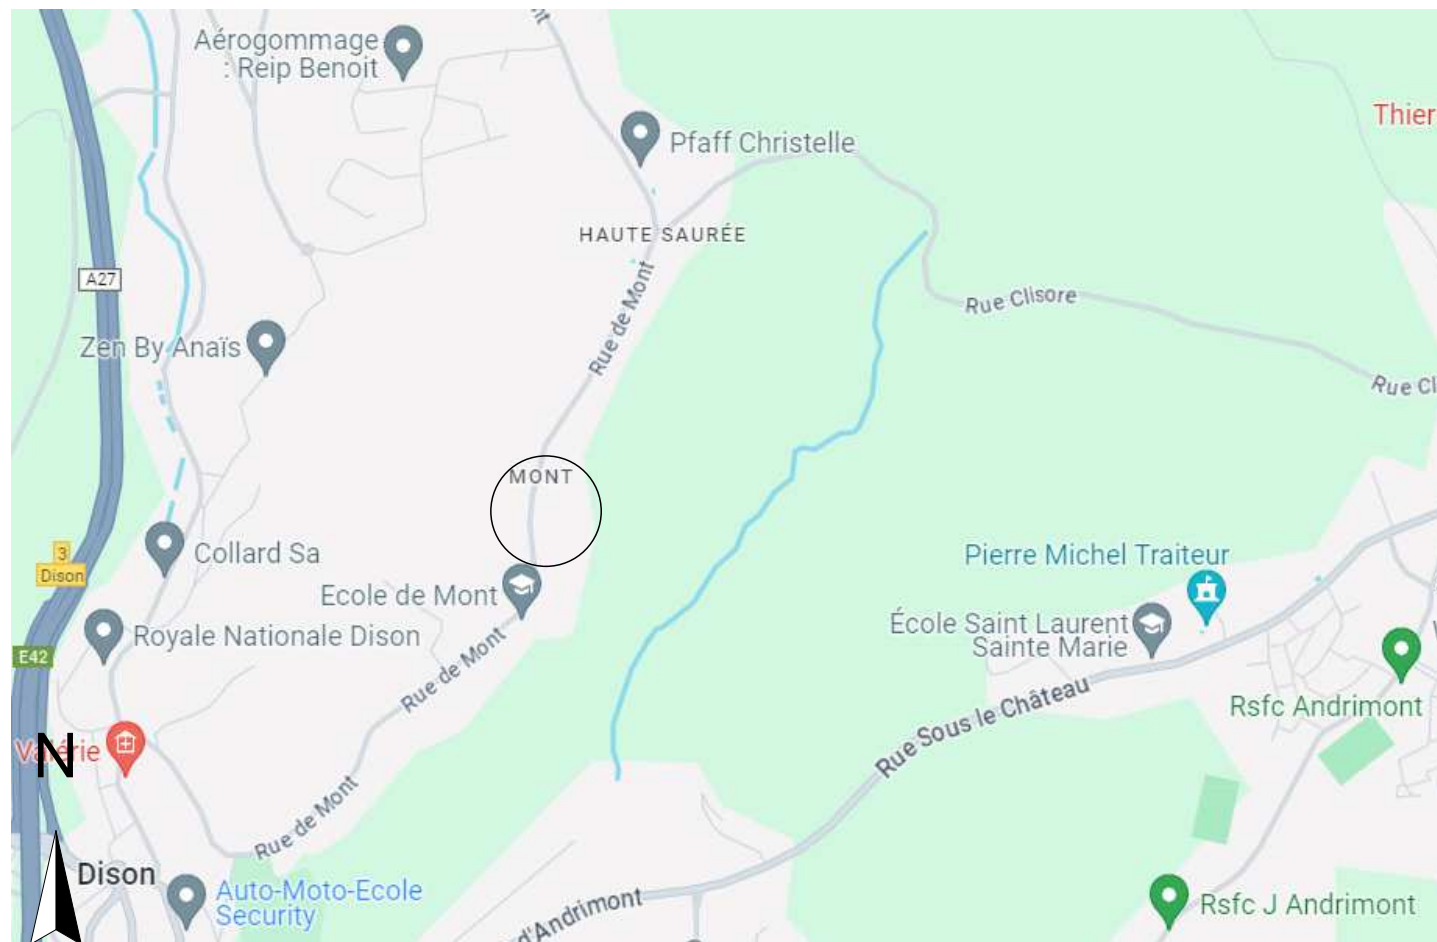 Aérogommage
: Reip Benoit
Thier
Pfaff Christelle
HAUTE SAURÉE
A27
Rue de Mont
Rue Clisore
Zen By Anaïs
Rue Cl
MONT
3
Dison
Collard Sa
Pierre Michel Traiteur
Ecole de Mont
École Saint Laurent
Sainte Marie
Royale Nationale Dison
E42
Rue de Mont
Rue Sous le Château
Rsfc Andrimont
Valérie
N
Rue de Mont
Dison
Auto-Moto-Ecole
Security
d'Andrimont
Rsfc J Andrimont